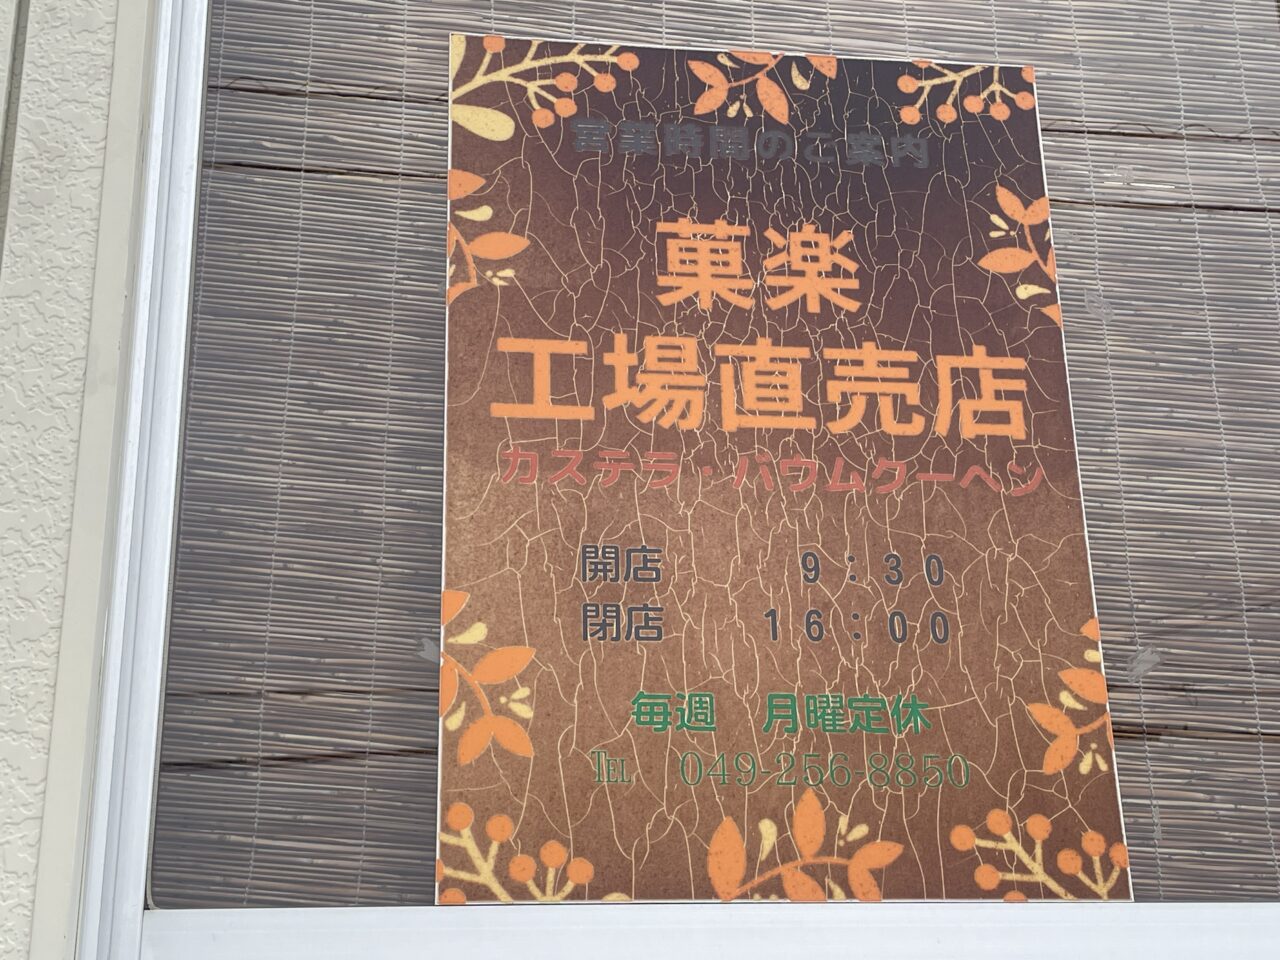 営業時間のご案内
菓楽
工場直売店
カステラ・バウムクーヘン
開店 9：30
閉店 16：00
毎週 月曜定休
TEL 049-256-8850